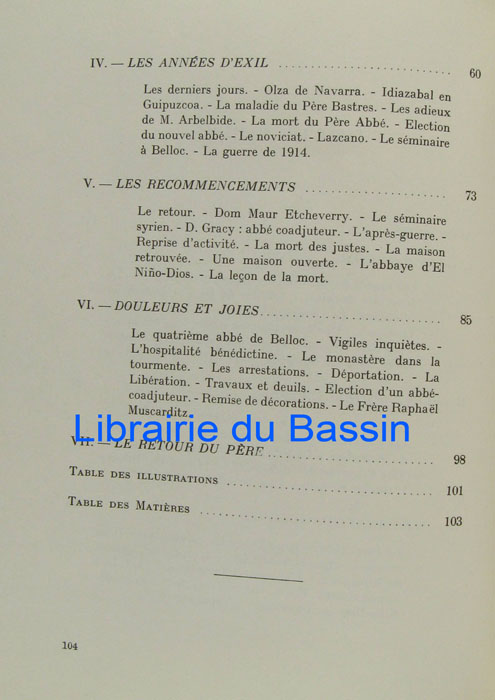 IV. — LES ANNÉES D'EXIL .......................... 60
Les derniers jours. - Olza de Navarra. - Idiazabal en
Guipuzcoa. - La maladie du Père Bastres. - Les adieux
de M. Arbelbide. - La mort du Père Abbé. - Election
du nouvel abbé. - Le noviciat. - Lazcano. - Le séminaire
à Belloc. - La guerre de 1914.
V. — LES RECOMMENCEMENTS ..................... 73
Le retour. - Dom Maur Etcheverry. - Le séminaire
syrien. - D. Gracy : abbé coadjuteur. - L'après-guerre. -
Reprise d'activité. - La mort des justes. - La maison
retrouvée. - Une maison ouverte. - L'abbaye d'El
Niño-Dios. - La leçon de la mort.
VI. — DOULEURS ET JOIES........................... 85
Le quatrième abbé de Belloc. - Vigiles inquiètes. -
L'hospitalité bénédictine. - Le monastère dans la
tourmente. - Les arrestations. - Déportation. - La
Libération. - Travaux et deuils. - Election d'un abbé-
coadjuteur. - Remise de décorations. - Le Frère Raphaël
Muscarditz.
Librairie du Bassin
VII. — LE RETOUR DU PÈRE ......................... 98
TABLE DES ILLUSTRATIONS .............................. 101
TABLE DES MATIÈRES .................................. 103
104